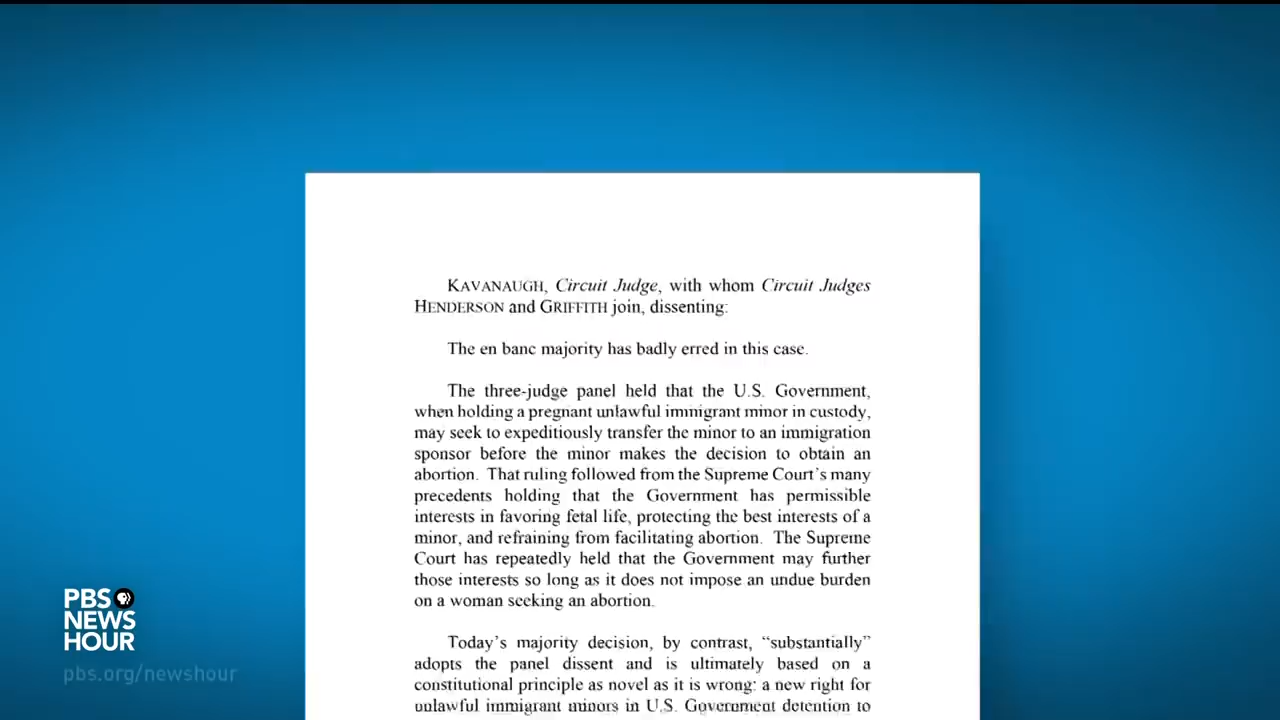 KAVANAUGH, Circuit Judge, with whom Circuit Judges
HENDERSON and GRIFFITH join, dissenting:
The en banc majority has badly erred in this case.
The three-judge panel held that the U.S. Government,
when holding a pregnant unlawful immigrant minor in custody,
may seek to expeditiously transfer the minor to an immigration
sponsor before the minor makes the decision to obtain an
abortion. That ruling followed from the Supreme Court's many
precedents holding that the Government has permissible
interests in favoring fetal life, protecting the best interests of a
minor, and refraining from facilitating abortion. The Supreme
Court has repeatedly held that the Government may further
those interests so long as it does not impose an undue burden
on a woman seeking an abortion.
Today's majority decision, by contrast, “substantially”
adopts the panel dissent and is ultimately based on a
constitutional principle as novel as it is wrong: a new right for
unlawful immigrant minors in U.S. Government detention to
PBS
NEWS
HOUR
pbs.org/newshour